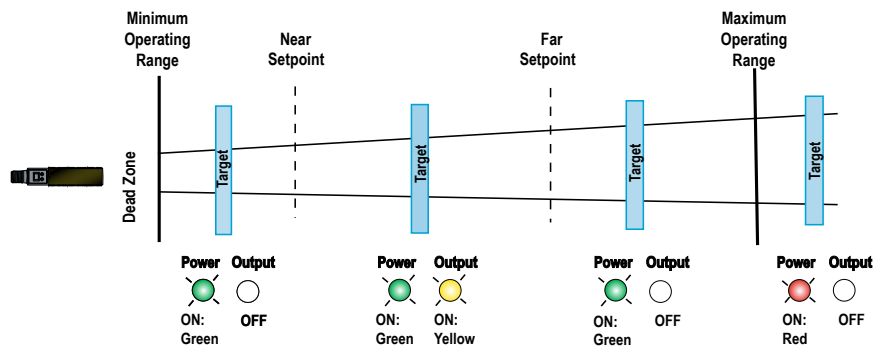 Minimum
Operating
Range
Near
Setpoint
Far
Setpoint
Maximum
Operating
Range
Dead Zone
Target
Target
Target
Target
Power Output
ON:
Green
OFF
Power Output
ON:
Green
ON:
Yellow
Power Output
ON:
Green
OFF
Power Output
ON:
Red
OFF